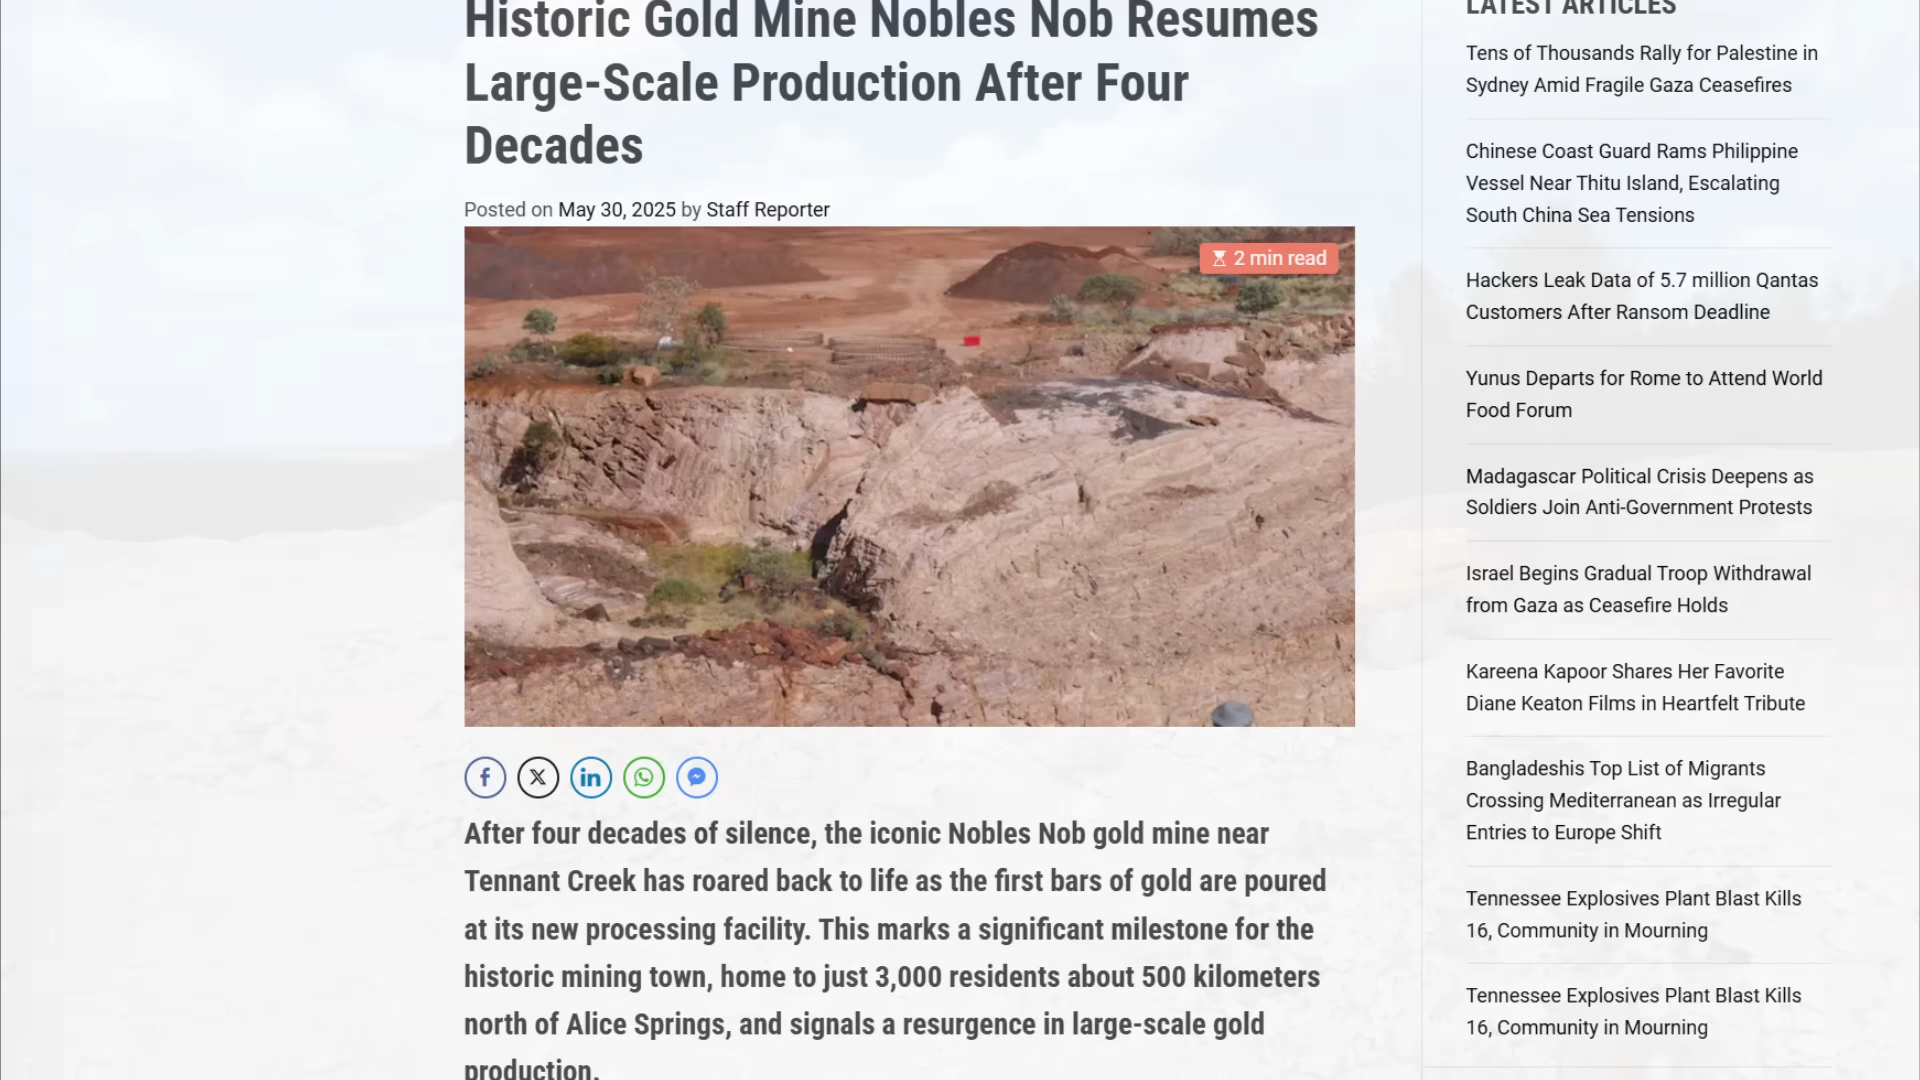 Historic Gold Mine Nobles Nob Resumes
Large-Scale Production After Four
Decades
Posted on May 30, 2025 by Staff Reporter
2 min read
After four decades of silence, the iconic Nobles Nob gold mine near
Tennant Creek has roared back to life as the first bars of gold are poured
at its new processing facility. This marks a significant milestone for the
historic mining town, home to just 3,000 residents about 500 kilometers
north of Alice Springs, and signals a resurgence in large-scale gold
production.
LATEST ARTICLES
Tens of Thousands Rally for Palestine in
Sydney Amid Fragile Gaza Ceasefires
Chinese Coast Guard Rams Philippine
Vessel Near Thitu Island, Escalating
South China Sea Tensions
Hackers Leak Data of 5.7 million Qantas
Customers After Ransom Deadline
Yunus Departs for Rome to Attend World
Food Forum
Madagascar Political Crisis Deepens as
Soldiers Join Anti-Government Protests
Israel Begins Gradual Troop Withdrawal
from Gaza as Ceasefire Holds
Kareena Kapoor Shares Her Favorite
Diane Keaton Films in Heartfelt Tribute
Bangladeshis Top List of Migrants
Crossing Mediterranean as Irregular
Entries to Europe Shift
Tennessee Explosives Plant Blast Kills
16, Community in Mourning
Tennessee Explosives Plant Blast Kills
16, Community in Mourning